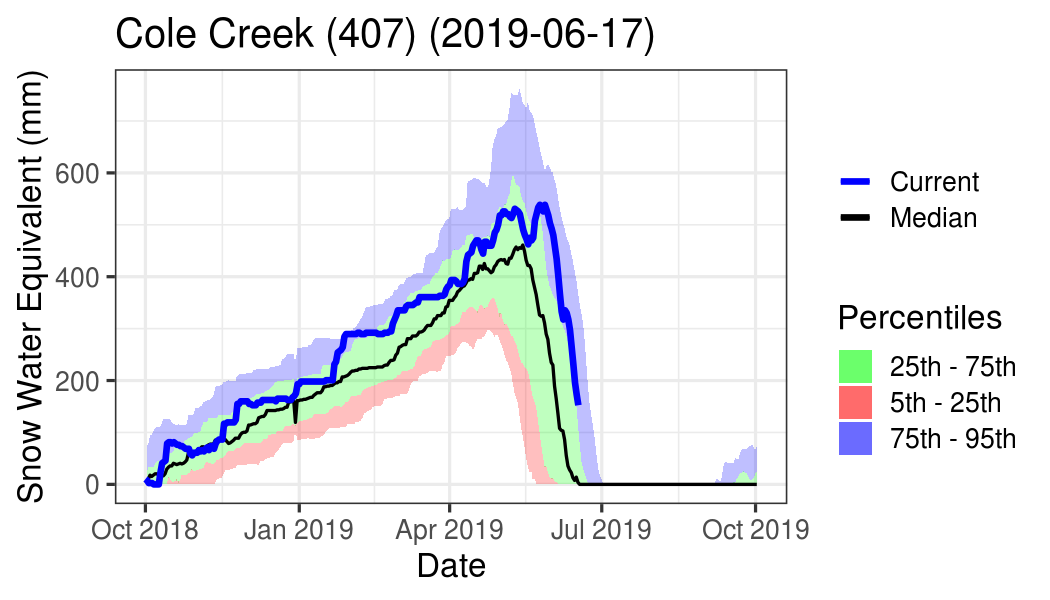 Cole Creek (407) (2019-06-17)
Snow Water Equivalent (mm)
600
400
200
0
Oct 2018
Jan 2019
Apr 2019
Jul 2019
Oct 2019
Date
Current
Median
Percentiles
25th - 75th
5th - 25th
75th - 95th